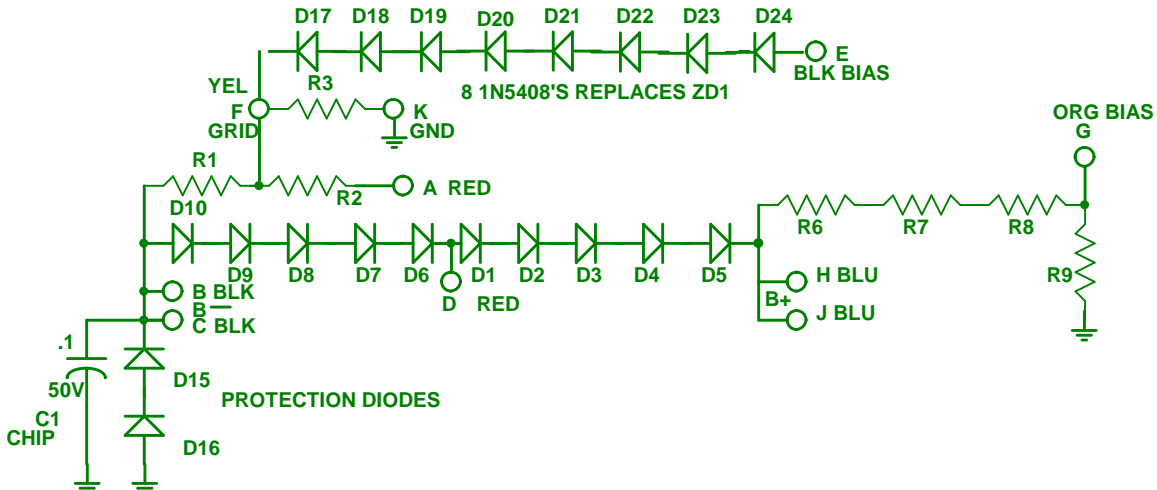 D17 D18 D19 D20 D21 D22 D23 D24
E
BLK BIAS
YEL
R3
8 1N5408'S REPLACES ZD1
F
K
GRID
GND
ORG BIAS
G
R1
R2
A RED
D10
R6 R7 R8
D9 D8 D7 D6 D1 D2 D3 D4 D5
R9
H BLU
B BLK
D RED
B+
B —
C BLK
J BLU
.1
50V
D15
PROTECTION DIODES
C1
CHIP
D16